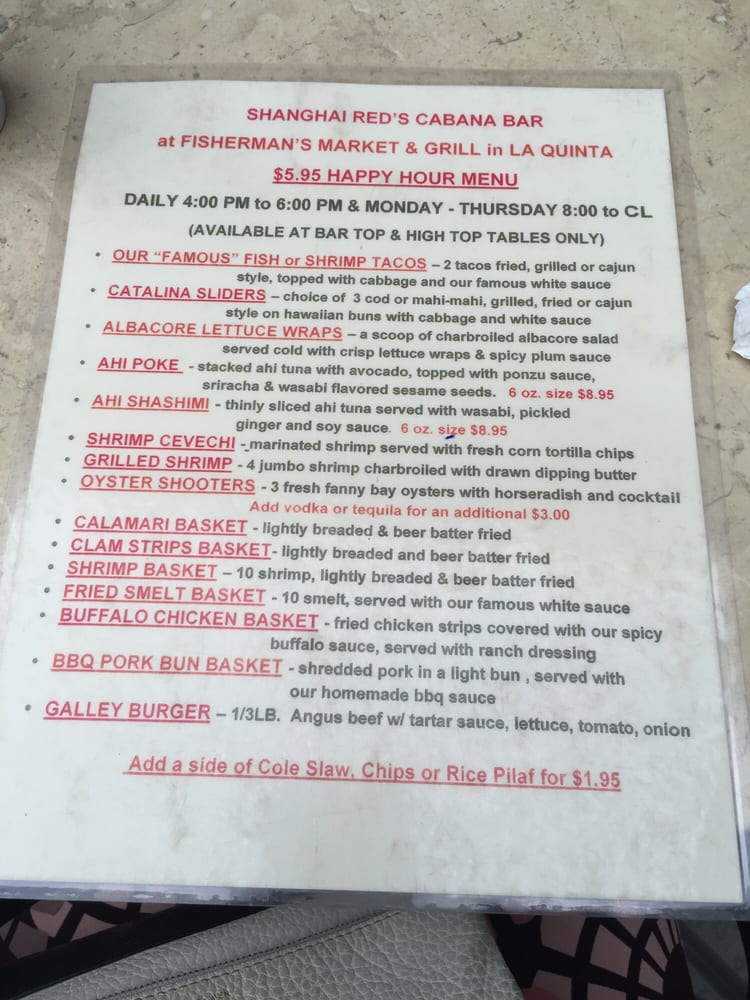 SHANGHAI RED'S CABANA BAR
at FISHERMAN'S MARKET & GRILL in LA QUINTA
$5.95 HAPPY HOUR MENU
DAILY 4:00 PM to 6:00 PM & MONDAY - THURSDAY 8:00 to CL
(AVAILABLE AT BAR TOP & HIGH TOP TABLES ONLY)
• OUR "FAMOUS" FISH or SHRIMP TACOS – 2 tacos fried, grilled or cajun
style, topped with cabbage and our famous white sauce
• CATALINA SLIDERS – choice of 3 cod or mahi-mahi, grilled, fried or cajun
style on hawaiian buns with cabbage and white sauce
• ALBACORE LETTUCE WRAPS – a scoop of charbroiled albacore salad
served cold with crisp lettuce wraps & spicy plum sauce
• AHI POKE - stacked ahi tuna with avocado, topped with ponzu sauce,
sriracha & wasabi flavored sesame seeds. 6 oz. size $8.95
• AHI SHASHIMI - thinly sliced ahi tuna served with wasabi, pickled
ginger and soy sauce. 6 oz. size $8.95
• SHRIMP CEVECHI - marinated shrimp served with fresh corn tortilla chips
• GRILLED SHRIMP - 4 jumbo shrimp charbroiled with drawn dipping butter
• OYSTER SHOOTERS - 3 fresh fanny bay oysters with horseradish and cocktail
Add vodka or tequila for an additional $3.00
• CALAMARI BASKET - lightly breaded & beer batter fried
• CLAM STRIPS BASKET- lightly breaded and beer batter fried
• SHRIMP BASKET – 10 shrimp, lightly breaded & beer batter fried
• FRIED SMELT BASKET - 10 smelt, served with our famous white sauce
• BUFFALO CHICKEN BASKET - fried chicken strips covered with our spicy
buffalo sauce, served with ranch dressing
• BBQ PORK BUN BASKET - shredded pork in a light bun , served with
our homemade bbq sauce
• GALLEY BURGER – 1/3LB. Angus beef w/ tartar sauce, lettuce, tomato, onion
Add a side of Cole Slaw, Chips or Rice Pilaf for $1.95